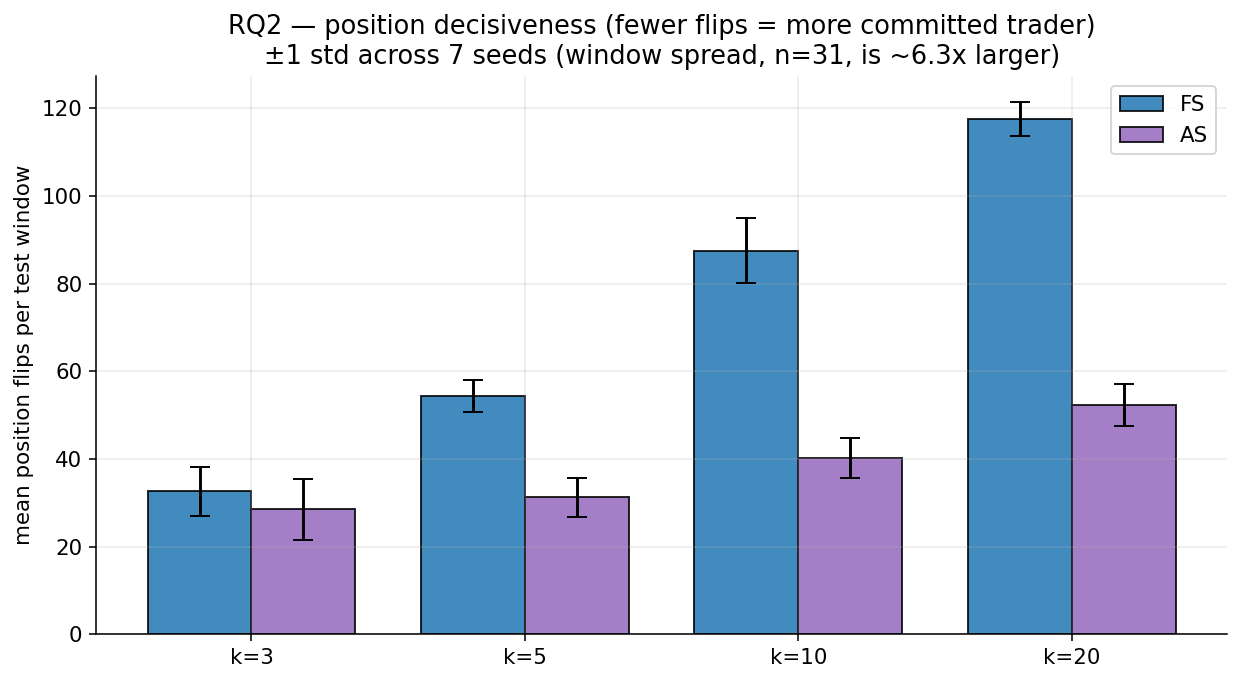 RQ2 — position decisiveness (fewer flips = more committed trader)
±1 std across 7 seeds (window spread, n=31, is ~6.3x larger)
FS
AS
mean position flips per test window
120
100
80
60
40
20
0
k=3
k=5
k=10
k=20